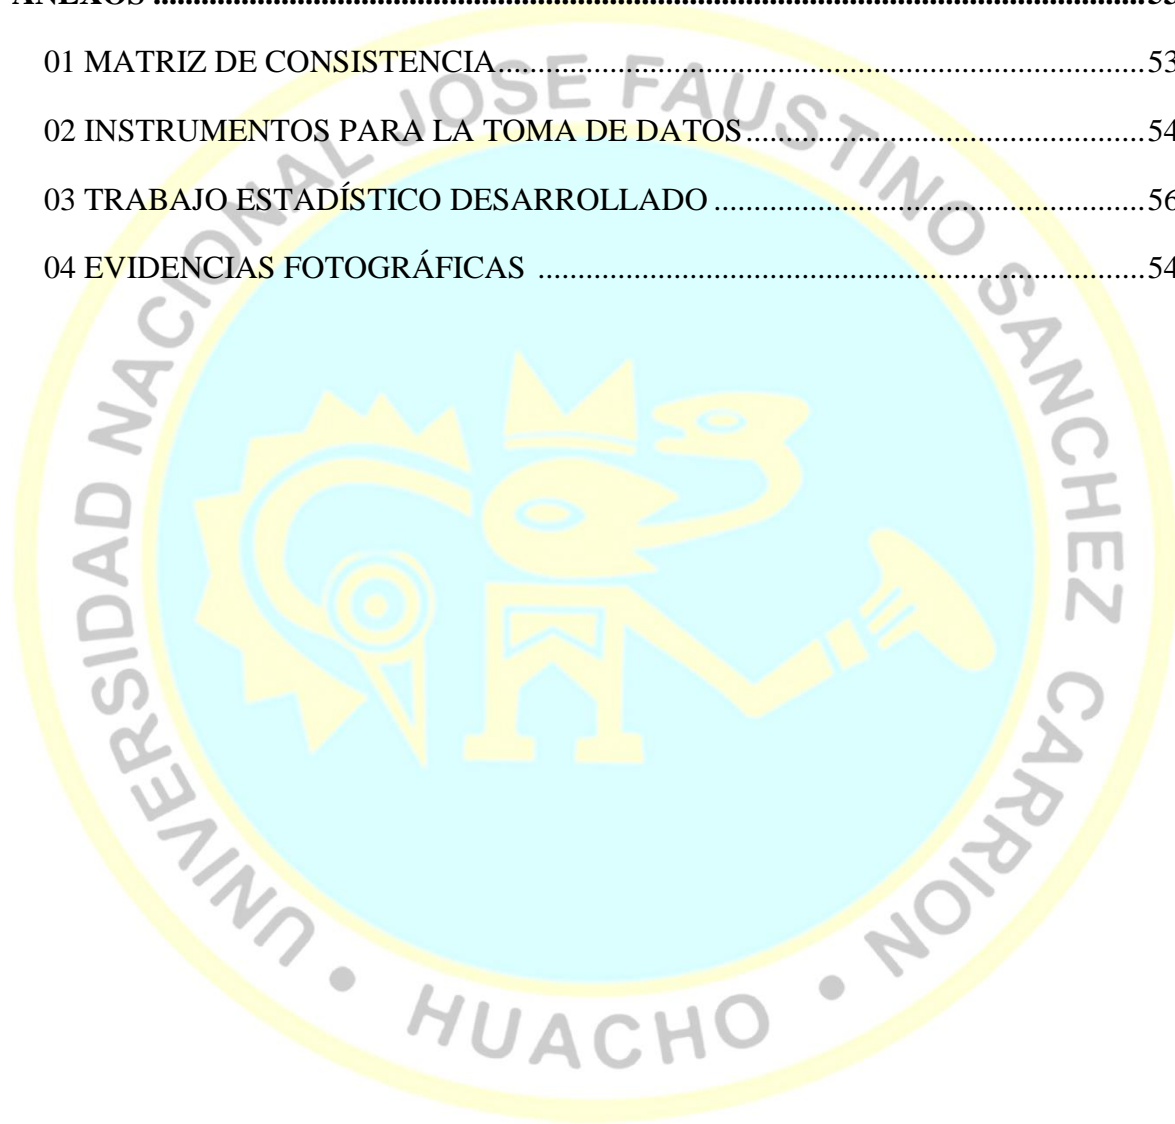 ANEXOS ........................................................................................................................... 53
01 MATRIZ DE CONSISTENCIA.................................................................................53
02 INSTRUMENTOS PARA LA TOMA DE DATOS.................................................54
03 TRABAJO ESTADÍSTICO DESARROLLADO ......................................................56
04 EVIDENCIAS FOTOGRÁFICAS ............................................................................54
UNIVERSIDAD NACIONAL JOSE FAUSTINO SANCHEZ CARRION
• HUACHO •